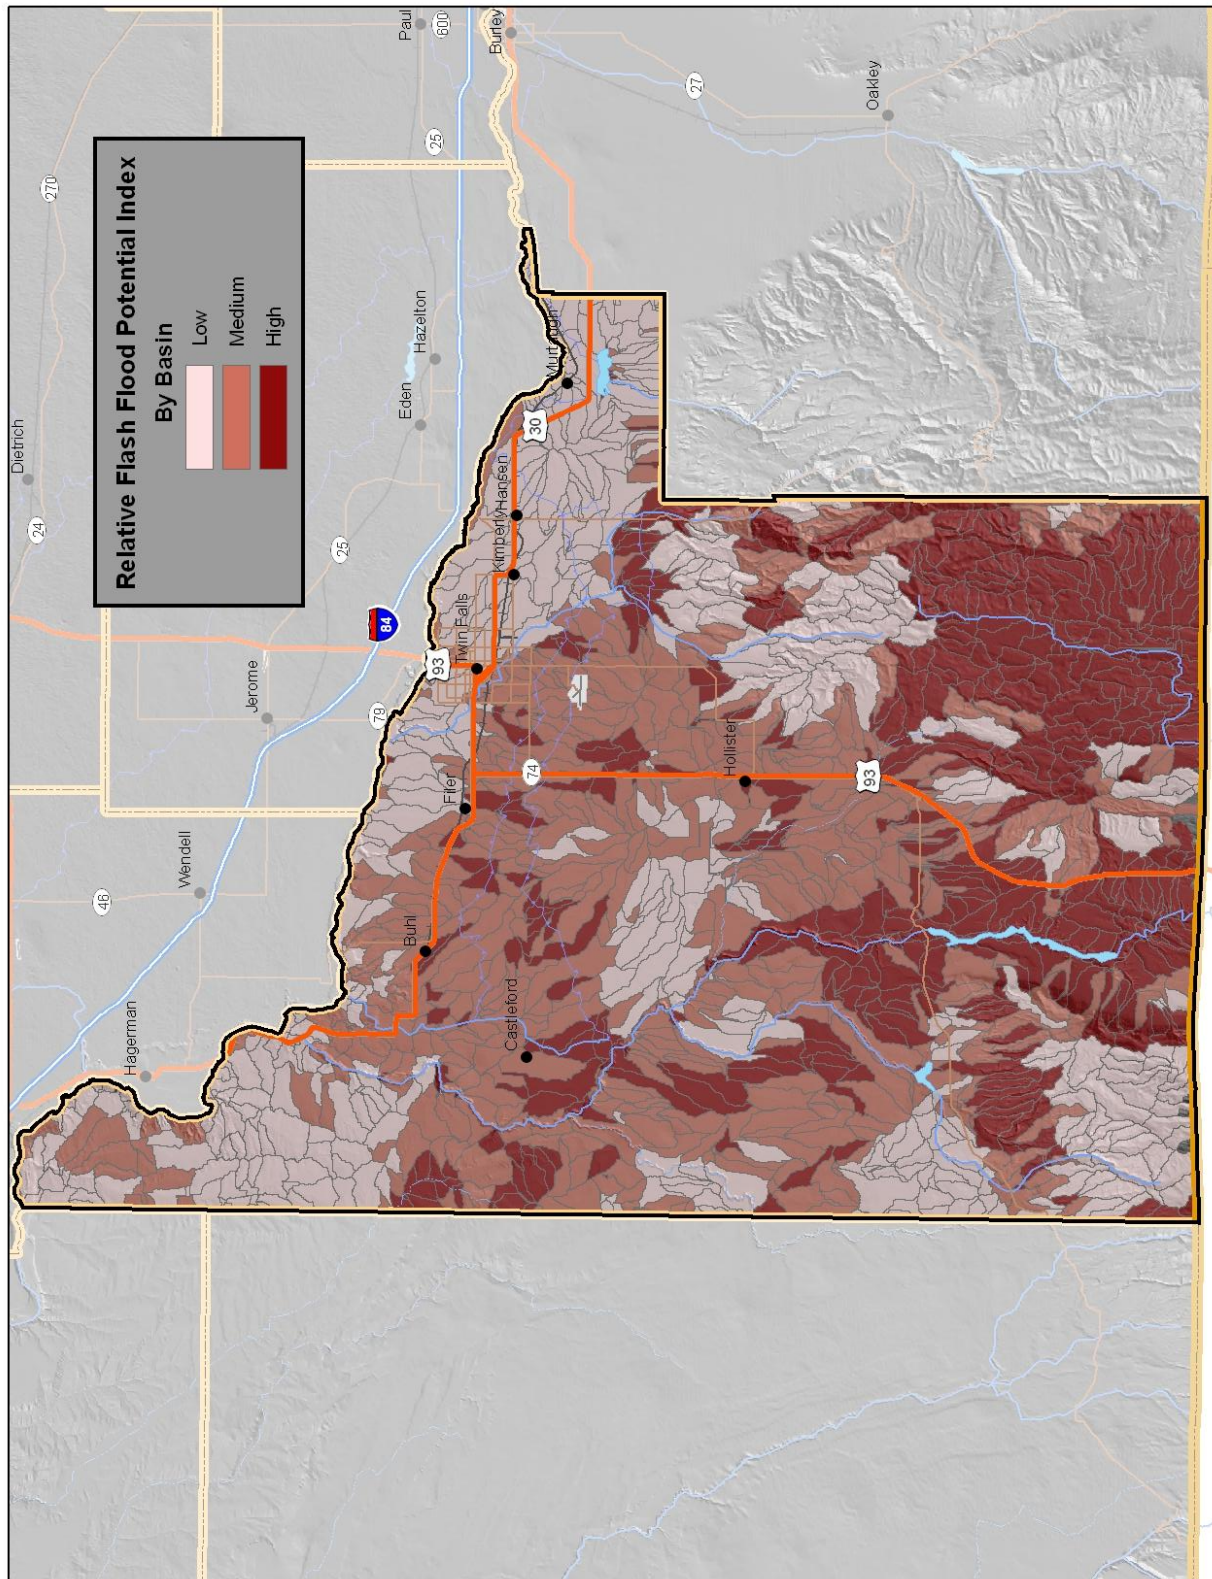 Relative Flash Flood Potential Index
By Basin
Low
Medium
High
Hagerman
46
Wendell
Jerome
79
93
84
25
24
Dietrich
270
Eden
Hazelton
25
Paul
600
Burley
27
Oakley
Buhl
Filer
Twin Falls
Kimberly
Hansen
30
Murtaugh
Castleford
74
Hollister
93